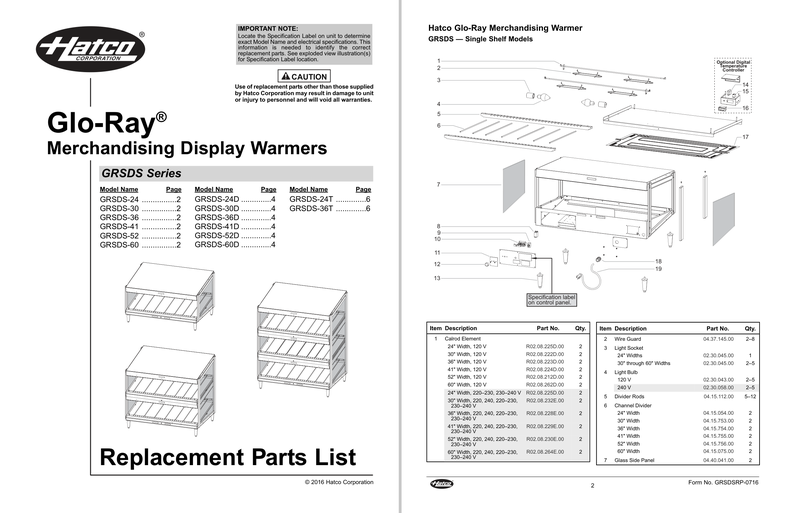 Hatco®
CORPORATION
IMPORTANT NOTE:
Locate the Specification Label on unit to determine
exact Model Name and electrical specifications. This
information is needed to identify the correct
replacement parts. See exploded view illustration(s)
for Specification Label location.
CAUTION
Use of replacement parts other than those supplied
by Hatco Corporation may result in damage to unit
or injury to personnel and will void all warranties.
Glo-Ray®
Merchandising Display Warmers
GRSDS Series
Model Name Page Model Name Page Model Name Page
GRSDS-24 ...............2 GRSDS-24D .............4 GRSDS-24T .............6
GRSDS-30 ...............2 GRSDS-30D .............4 GRSDS-36T .............6
GRSDS-36 ...............2 GRSDS-36D .............4
GRSDS-41 ...............2 GRSDS-41D .............4
GRSDS-52 ...............2 GRSDS-52D .............4
GRSDS-60 ...............2 GRSDS-60D .............4
Replacement Parts List
© 2016 Hatco Corporation
Hatco Glo-Ray Merchandising Warmer
GRSDS — Single Shelf Models
1
2
3
4
5
6
7
8
9
10
11
12
13
Optional Digital
Temperature
Controller
14
15
16
17
18
19
Specification label
on control panel.
Item Description Part No. Qty.
1 Calrod Element
24" Width, 120 V R02.08.225D.00 2
30" Width, 120 V R02.08.222D.00 2
36" Width, 120 V R02.08.223D.00 2
41" Width, 120 V R02.08.224D.00 2
52" Width, 120 V R02.08.212D.00 2
60" Width, 120 V R02.08.262D.00 2
24" Width, 220–230, 230–240 V R02.08.225D.00 2
30" Width, 220, 240, 220–230, R02.08.232E.00 2
230–240 V
36" Width, 220, 240, 220–230, R02.08.228E.00 2
230–240 V
41" Width, 220, 240, 220–230, R02.08.229E.00 2
230–240 V
52" Width, 220, 240, 220–230, R02.08.230E.00 2
230–240 V
60" Width, 220, 240, 220–230, R02.08.264E.00 2
230–240 V
Item Description Part No. Qty.
2 Wire Guard 04.37.145.00 2–8
3 Light Socket
24" Widths 02.30.045.00 1
30" through 60" Widths 02.30.045.00 2–5
4 Light Bulb
120 V 02.30.043.00 2–5
240 V 02.30.058.00 2–5
5 Divider Rods 04.15.112.00 5–12
6 Channel Divider
24" Width 04.15.054.00 2
30" Width 04.15.753.00 2
36" Width 04.15.754.00 2
41" Width 04.15.755.00 2
52" Width 04.15.756.00 2
60" Width 04.15.075.00 2
7 Glass Side Panel 04.40.041.00 2
Hatco
2
Form No. GRSDSRP-0716